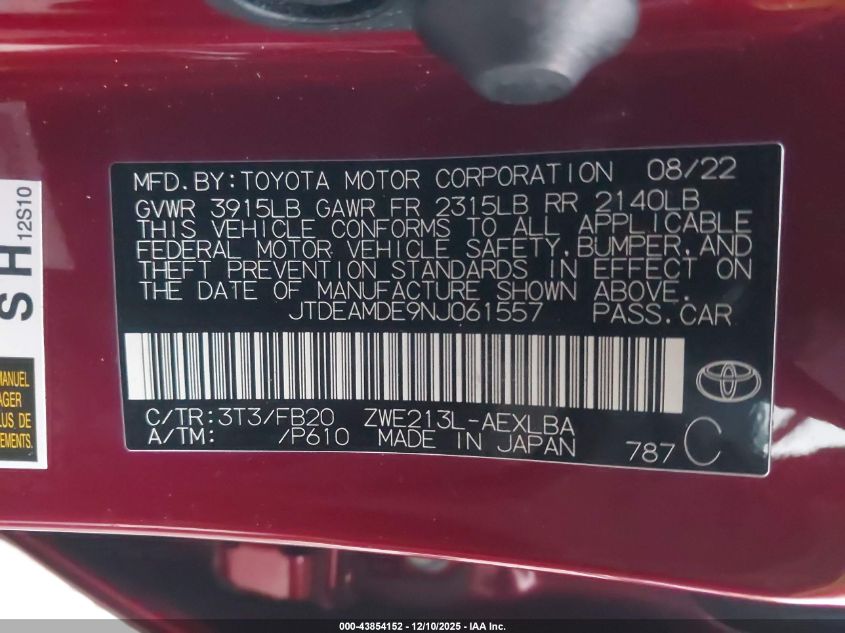 MFD.BY:TOYOTA MOTOR CORPORATION 08/22
GVWR 3915LB GAWR FR 2315LB RR 2140LB
THIS VEHICLE CONFORMS TO ALL APPLICABLE
FEDERAL MOTOR VEHICLE SAFETY,BUMPER,AND
THEFT PREVENTION STANDARDS IN EFFECT ON
THE DATE OF MANUFACTURE SHOWN ABOVE.
JTDEAMDE9NJ061557 PASS.CAR
C/TR:3T3/FB20 ZWE213L-AEXLBA
A/TM: /P610 MADE IN JAPAN 787 C
SH 12S10
MANUEL
AGER
US DE
EMENTS.
000-43854152 - 12/10/2025 - IAA Inc.